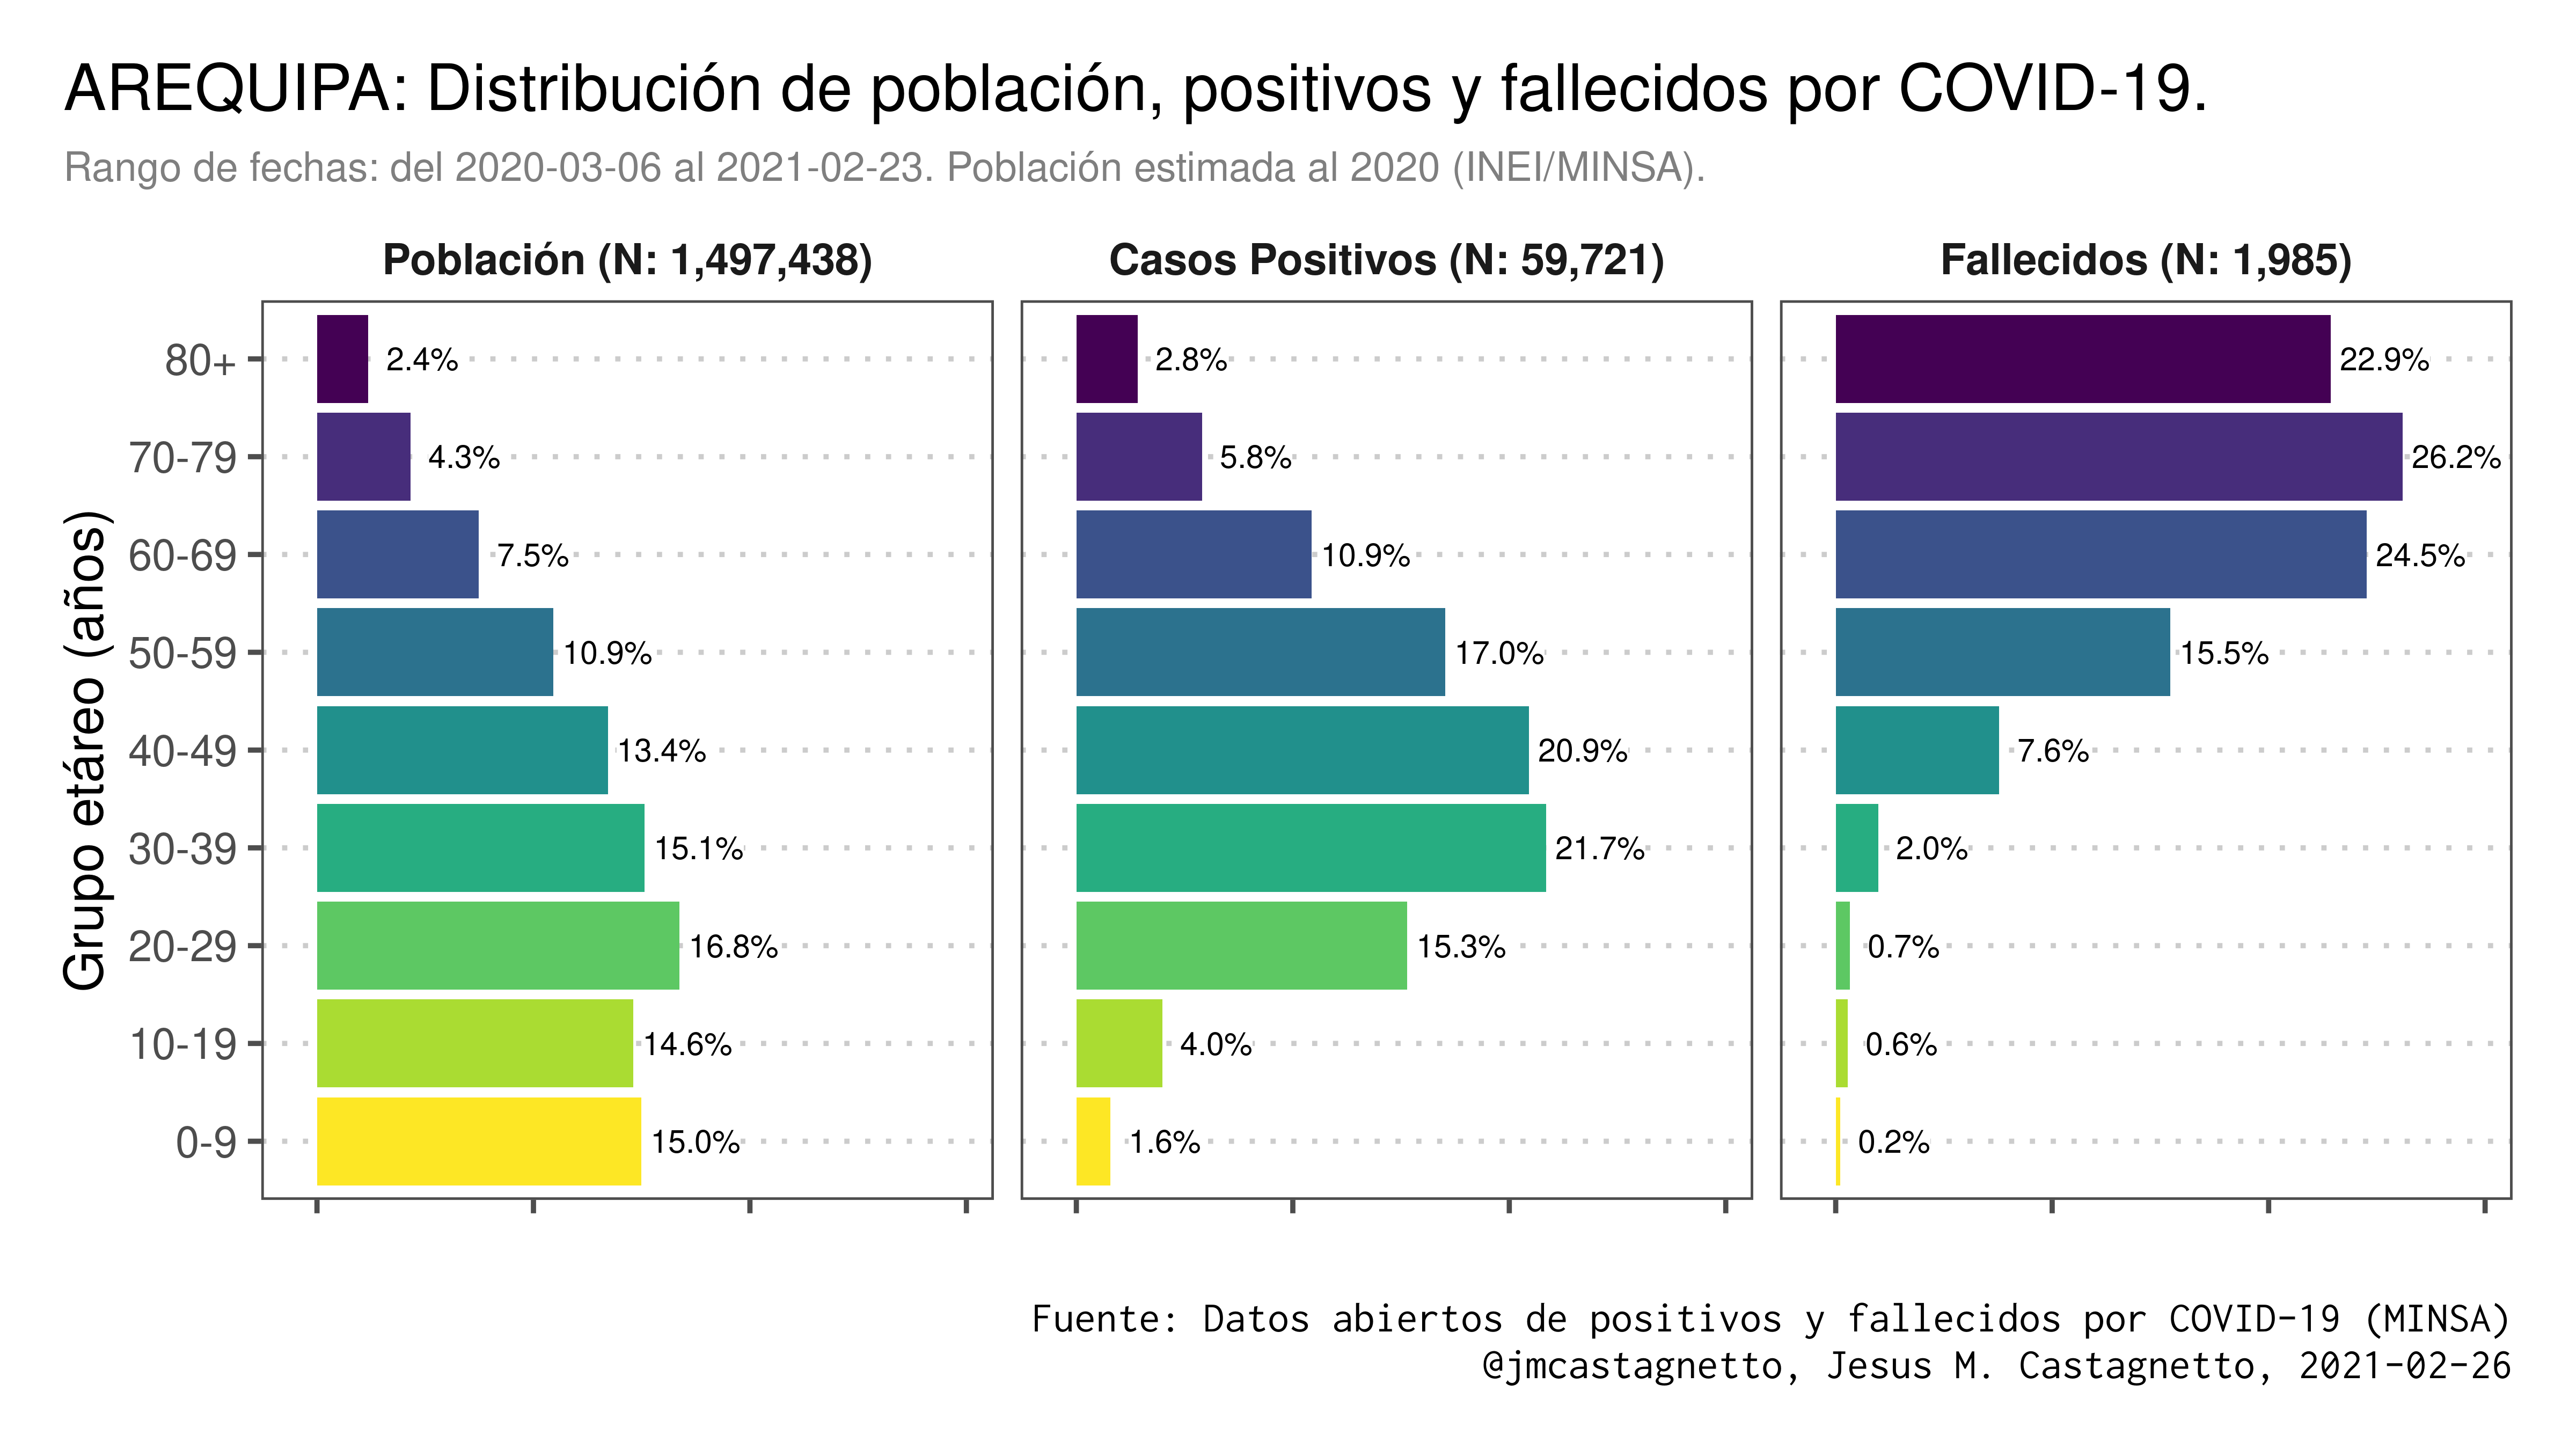 AREQUIPA: Distribución de población, positivos y fallecidos por COVID-19.
Rango de fechas: del 2020-03-06 al 2021-02-23. Población estimada al 2020 (INEI/MINSA).
Población (N: 1,497,438)
Casos Positivos (N: 59,721)
Fallecidos (N: 1,985)
Grupo etáreo (años)
80+ 2.4% 2.8% 22.9%
70-79 4.3% 5.8% 26.2%
60-69 7.5% 10.9% 24.5%
50-59 10.9% 17.0% 15.5%
40-49 13.4% 20.9% 7.6%
30-39 15.1% 21.7% 2.0%
20-29 16.8% 15.3% 0.7%
10-19 14.6% 4.0% 0.6%
0-9 15.0% 1.6% 0.2%
Fuente: Datos abiertos de positivos y fallecidos por COVID-19 (MINSA)
@jmcastagnetto, Jesus M. Castagnetto, 2021-02-26